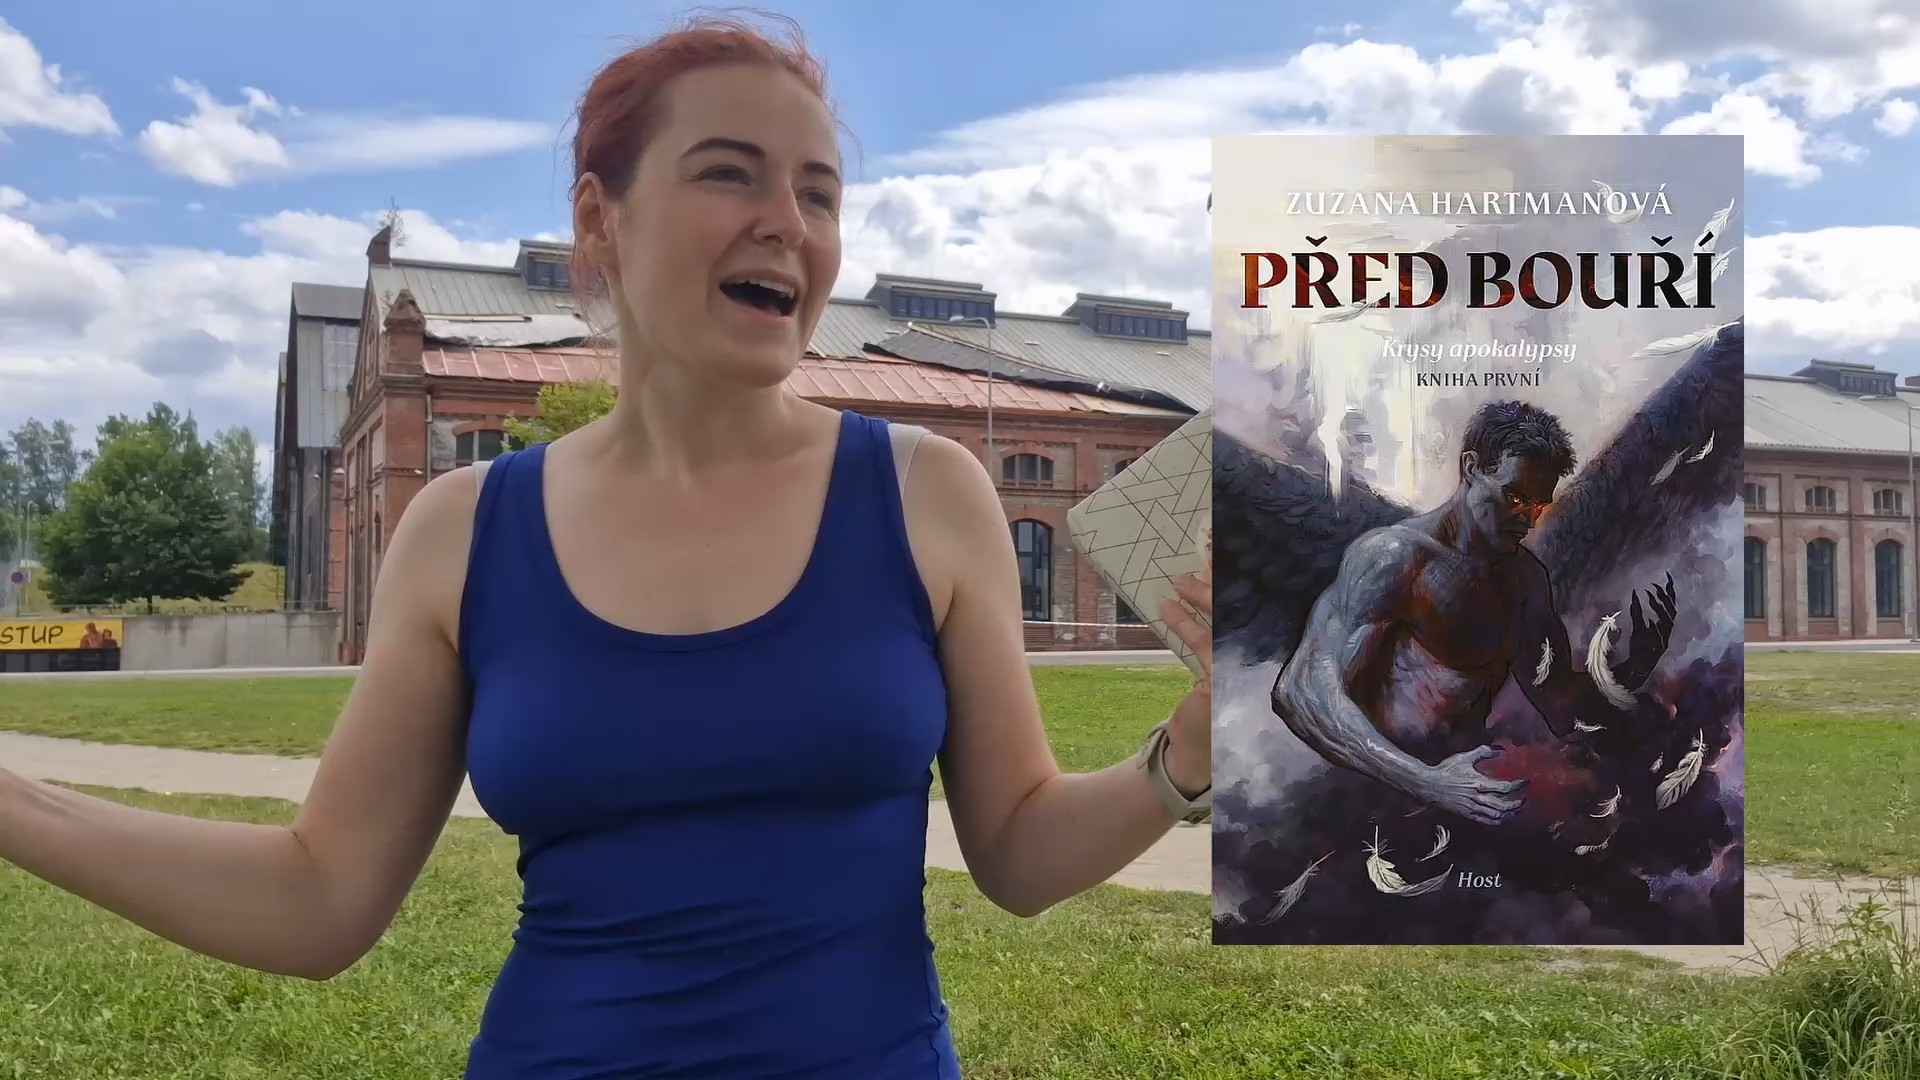 STUP
ZUZANA HARTMANOVÁ
PŘED BOUŘÍ
Krysy apokalypsy
KNIHA PRVNÍ
Host